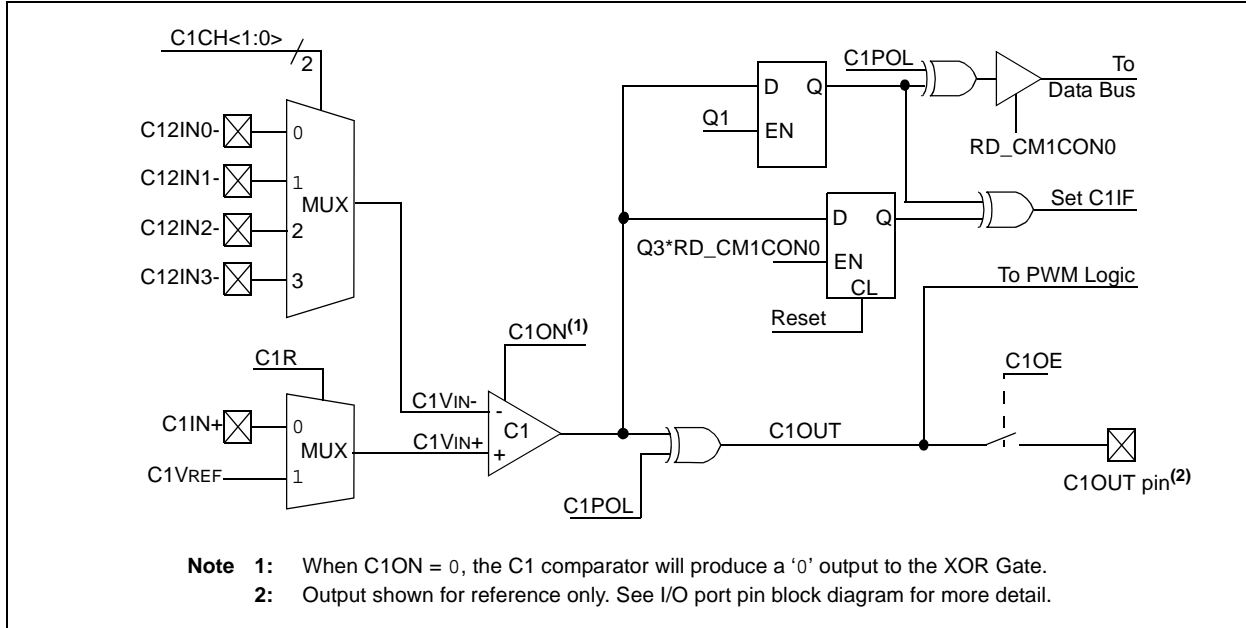 C1CH<1:0>
2
C12IN0-
0
C12IN1-
1
MUX
C12IN2-
2
C12IN3-
3
C1R
C1IN+
0
MUX
C1VREF
1
C1ON(1)
C1VIN-
-
C1
C1VIN+
+
C1POL
D Q
Q1
EN
C1POL
To
Data Bus
RD_CM1CON0
D Q
Q3*RD_CM1CON0
EN
CL
Reset
Set C1IF
To PWM Logic
C1OE
C1OUT
C1OUT pin(2)
Note 1: When C1ON = 0, the C1 comparator will produce a ‘0’ output to the XOR Gate.
2: Output shown for reference only. See I/O port pin block diagram for more detail.